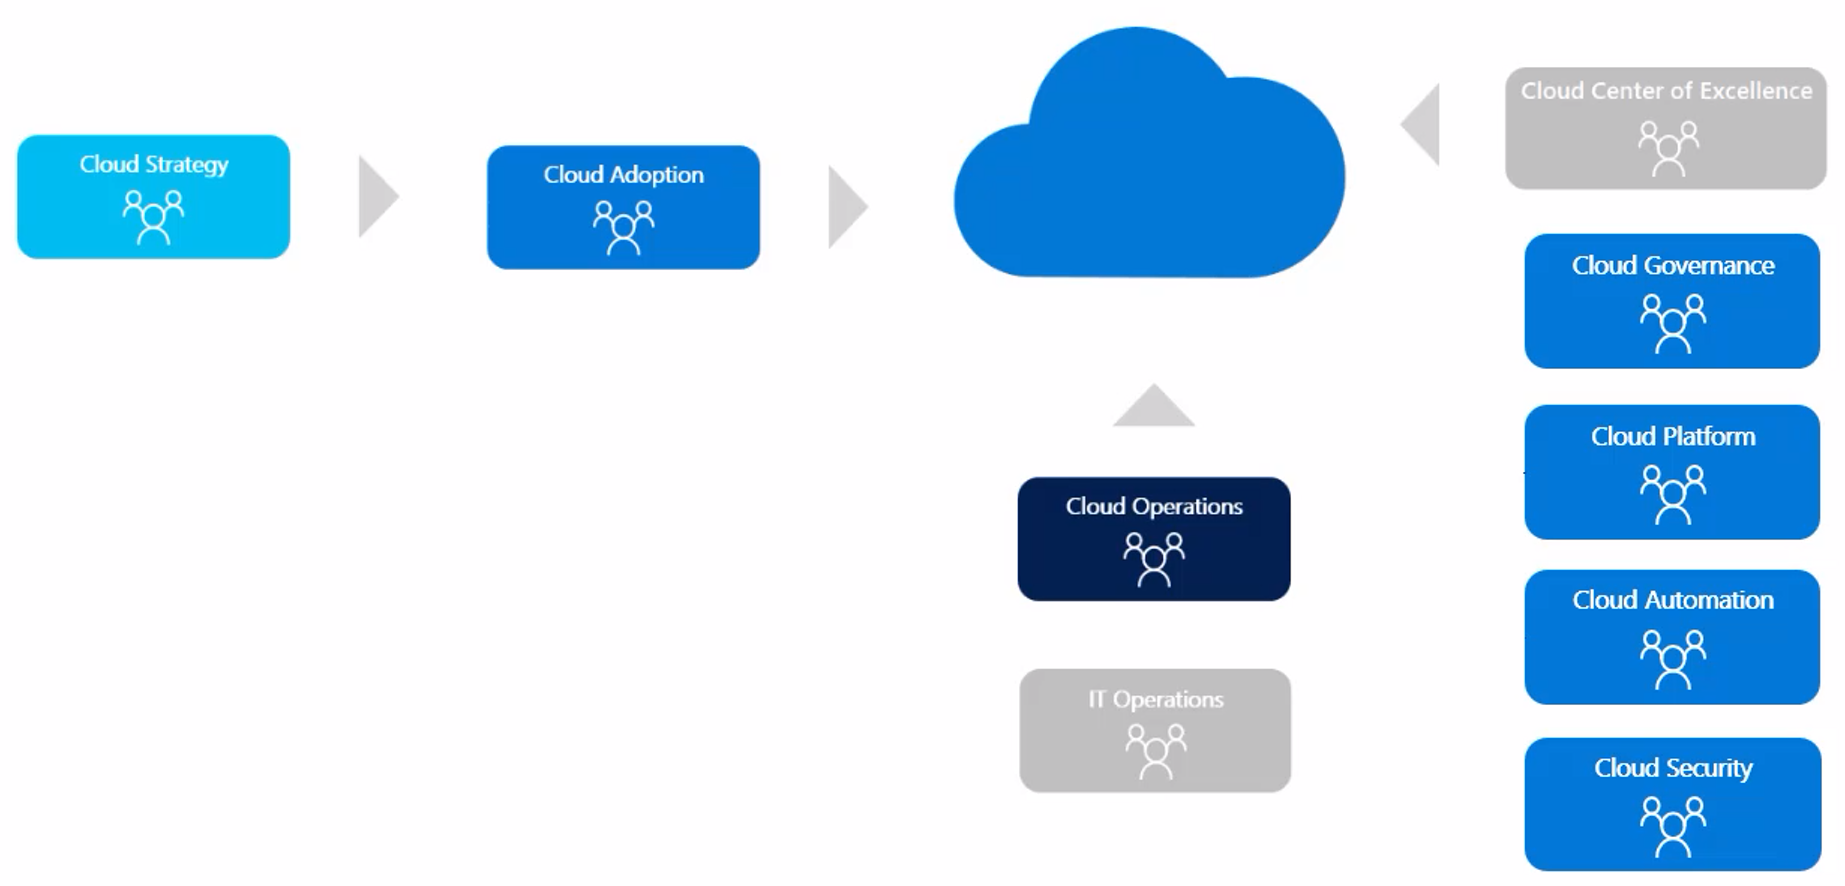 Cloud Strategy
Cloud Adoption
Cloud Center of Excellence
Cloud Governance
Cloud Platform
Cloud Operations
Cloud Automation
IT Operations
Cloud Security